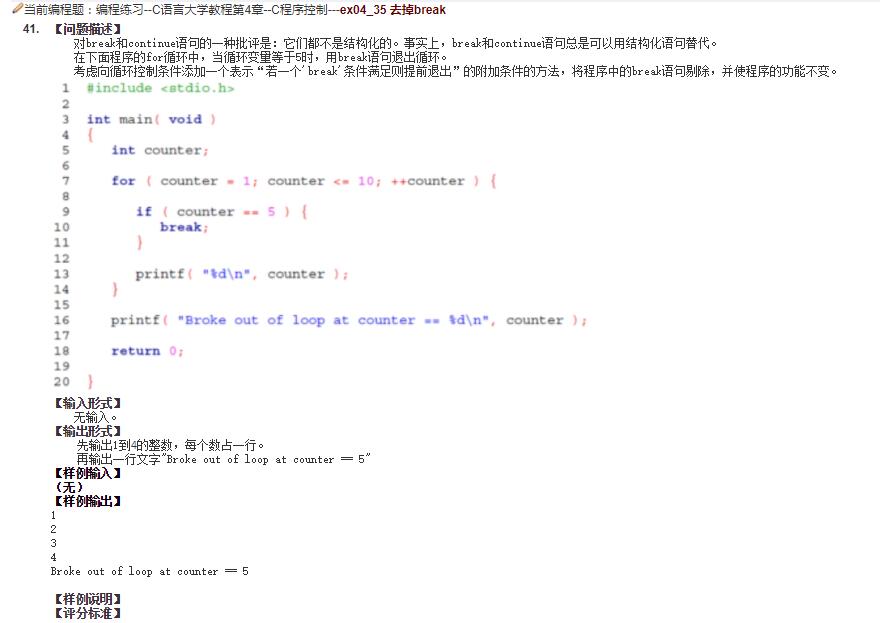 当前编程题：编程练习--C语言大学教程第4章--C程序控制---ex04_35 去掉break
41. 【问题描述】
对break和continue语句的一种批评是：它们都不是结构化的。事实上，break和continue语句总是可以用结构化语句替代。
在下面程序的for循环中，当循环变量等于5时，用break语句退出循环。
考虑向循环控制条件添加一个表示“若一个'break'条件满足则提前退出”的附加条件的方法，将程序中的break语句剔除，并使程序的功能不变。
1 #include <stdio.h>
2
3 int main( void )
4 {
5 int counter;
6
7 for ( counter = 1; counter <= 10; ++counter ) {
8
9 if ( counter == 5 ) {
10 break;
11 }
12
13 printf( "%d\n", counter );
14 }
15
16 printf( "Broke out of loop at counter == %d\n", counter );
17
18 return 0;
19
20 }
【输入形式】
无输入。
【输出形式】
先输出1到4的整数，每个数占一行。
再输出一行文字"Broke out of loop at counter == 5"
【样例输入】
（无）
【样例输出】
1
2
3
4
Broke out of loop at counter == 5
【样例说明】
【评分标准】